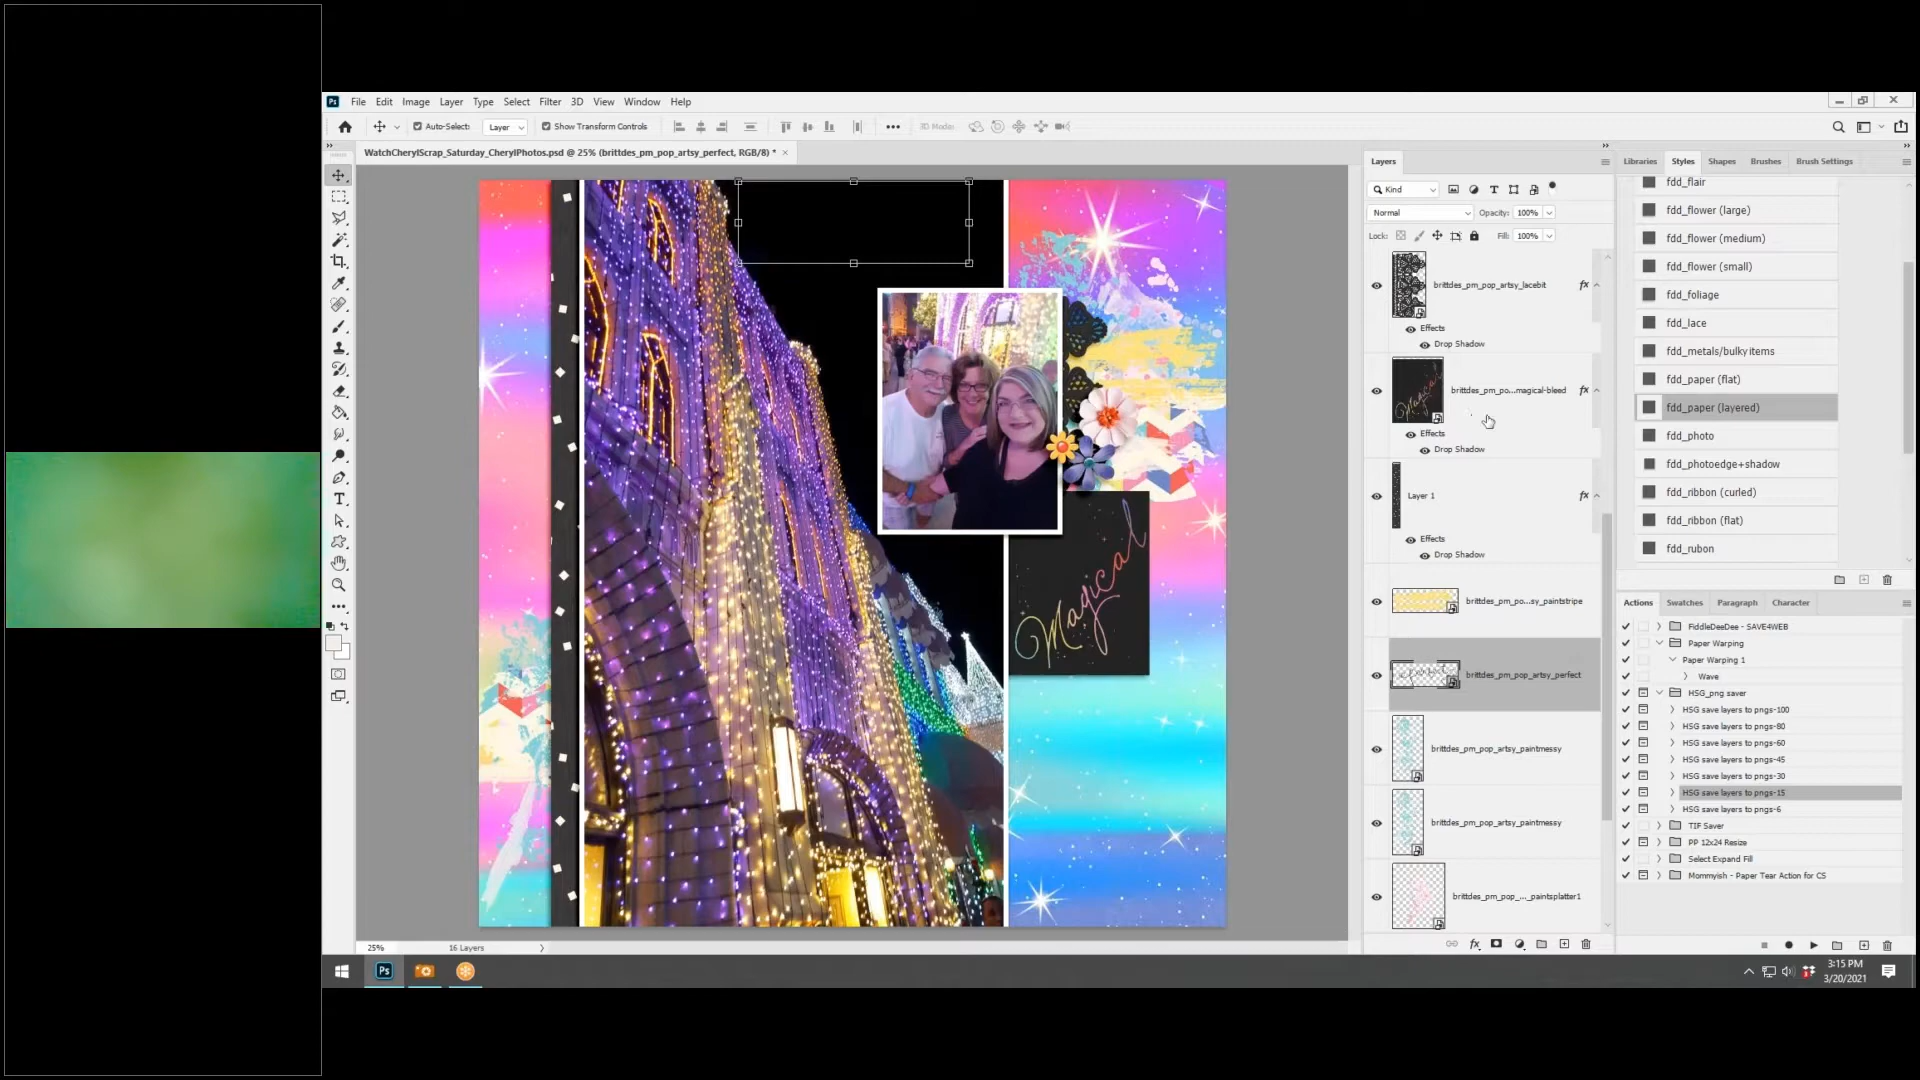 Ps File Edit Image Layer Type Select Filter 3D View Window Help
Auto-Select: Layer Show Transform Controls 3D Mode:
WatchCherylScrap_Saturday_CherylPhotos.psd @ 25% (brittdes_pm_pop_artsy_perfect, RGB/8) *
Magical
25% 16 Layers
Layers
Kind
Normal Opacity: 100%
Lock: Fill: 100%
brittdes_pm_pop_artsy_lacebit fx
Effects
Drop Shadow
brittdes_pm_po...magical-bleed fx
Effects
Drop Shadow
Layer 1 fx
Effects
Drop Shadow
brittdes_pm_po...sy_paintstripe
brittdes_pm_pop_artsy_perfect
brittdes_pm_pop_artsy_paintmessy
brittdes_pm_pop_artsy_paintmessy
brittdes_pm_pop_..._paintsplatter1
fx
Libraries Styles Shapes Brushes Brush Settings
fdd_flair
fdd_flower (large)
fdd_flower (medium)
fdd_flower (small)
fdd_foliage
fdd_lace
fdd_metals/bulky items
fdd_paper (flat)
fdd_paper (layered)
fdd_photo
fdd_photoedge+shadow
fdd_ribbon (curled)
fdd_ribbon (flat)
fdd_rubon
Actions Swatches Paragraph Character
FiddleDeeDee - SAVE4WEB
Paper Warping
Paper Warping 1
Wave
HSG_png saver
HSG save layers to pngs-100
HSG save layers to pngs-80
HSG save layers to pngs-60
HSG save layers to pngs-45
HSG save layers to pngs-30
HSG save layers to pngs-15
HSG save layers to pngs-6
TIF Saver
PP 12x24 Resize
Select Expand Fill
Mommyish - Paper Tear Action for CS
Ps
3:15 PM
3/20/2021